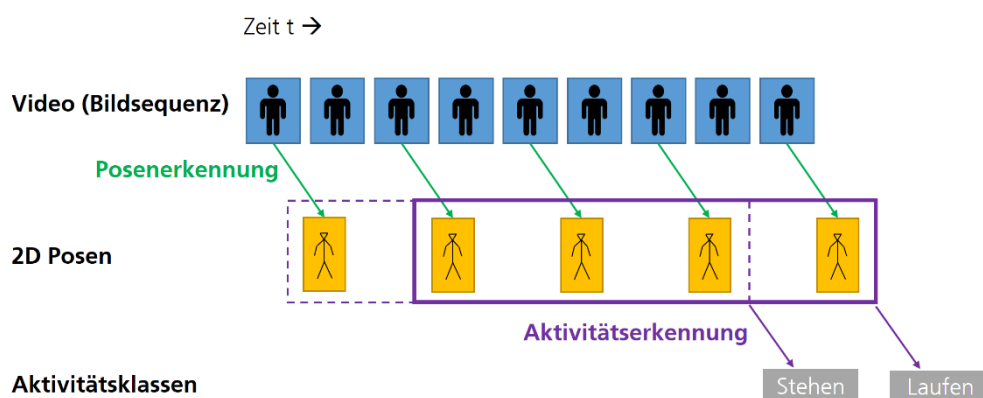 Zeit t →
Video (Bildsequenz)
Posenerkennung
2D Posen
Aktivitätserkennung
Aktivitätsklassen
Stehen
Laufen